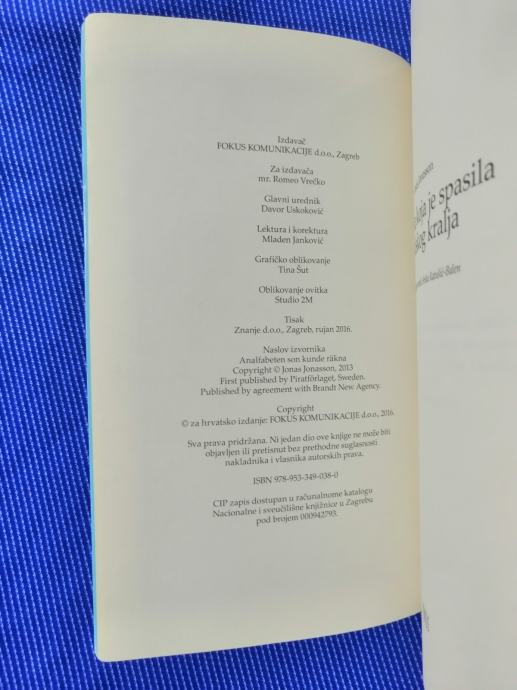 Izdavač
FOKUS KOMUNIKACIJE d.o.o., Zagreb
Za izdavača
mr. Romeo Vrečko
Glavni urednik
Davor Uskoković
Lektura i korektura
Mladen Janković
Grafičko oblikovanje
Tina Šut
Oblikovanje ovitka
Studio 2M
Tisak
Znanje d.o.o., Zagreb, rujan 2016.
Naslov izvornika
Analfabeten son kunde räkna
Copyright © Jonas Jonasson, 2013
First published by Piratförlaget, Sweden.
Published by agreement with Brandt New Agency.
Copyright
© za hrvatsko izdanje: FOKUS KOMUNIKACIJE d.o.o., 2016.
Sva prava pridržana. Ni jedan dio ove knjige ne može biti
objavljen ili pretisnut bez prethodne suglasnosti
nakladnika i vlasnika autorskih prava.
ISBN 978-953-349-038-0
CIP zapis dostupan u računalnome katalogu
Nacionalne i sveučilišne knjižnice u Zagrebu
pod brojem 000942793.
je spasila
kralja